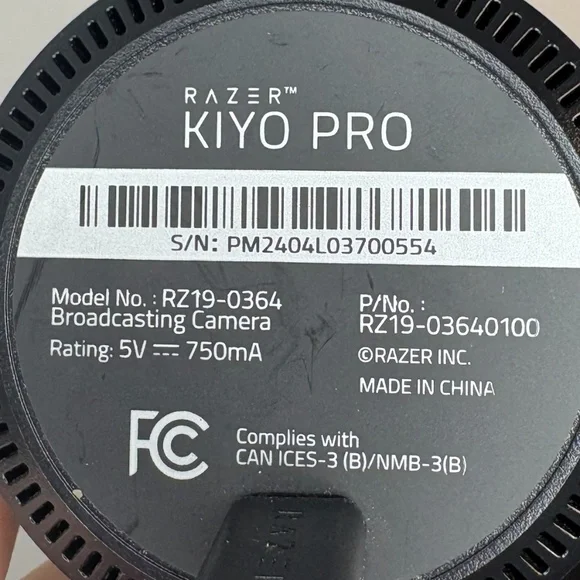 RAZER™
KIYO PRO
S/N: PM2404L03700554
Model No. : RZ19-0364
Broadcasting Camera
Rating: 5V ⎓ 750mA
P/No. :
RZ19-03640100
©RAZER INC.
MADE IN CHINA
FC
Complies with
CAN ICES-3 (B)/NMB-3(B)